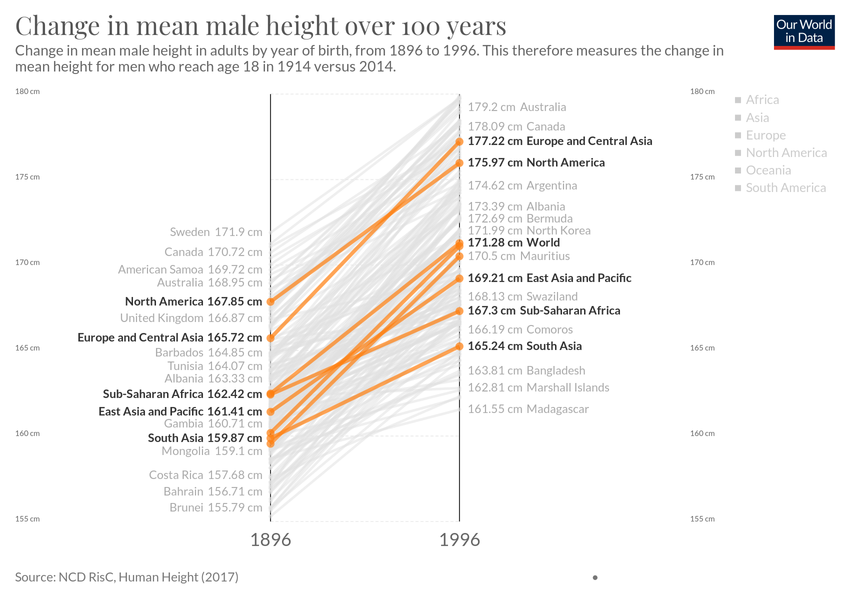 Change in mean male height over 100 years
Our World
in Data
Change in mean male height in adults by year of birth, from 1896 to 1996. This therefore measures the change in
mean height for men who reach age 18 in 1914 versus 2014.
180 cm
175 cm
170 cm
165 cm
160 cm
155 cm
Sweden 171.9 cm
Canada 170.72 cm
American Samoa 169.72 cm
Australia 168.95 cm
North America 167.85 cm
United Kingdom 166.87 cm
Europe and Central Asia 165.72 cm
Barbados 164.85 cm
Tunisia 164.07 cm
Albania 163.33 cm
Sub-Saharan Africa 162.42 cm
East Asia and Pacific 161.41 cm
Gambia 160.71 cm
South Asia 159.87 cm
Mongolia 159.1 cm
Costa Rica 157.68 cm
Bahrain 156.71 cm
Brunei 155.79 cm
179.2 cm Australia
178.09 cm Canada
177.22 cm Europe and Central Asia
175.97 cm North America
174.62 cm Argentina
173.39 cm Albania
172.69 cm Bermuda
171.99 cm North Korea
171.28 cm World
170.5 cm Mauritius
169.21 cm East Asia and Pacific
168.13 cm Swaziland
167.3 cm Sub-Saharan Africa
166.19 cm Comoros
165.24 cm South Asia
163.81 cm Bangladesh
162.81 cm Marshall Islands
161.55 cm Madagascar
180 cm
175 cm
170 cm
165 cm
160 cm
155 cm
Africa
Asia
Europe
North America
Oceania
South America
1896
1996
Source: NCD RisC, Human Height (2017)